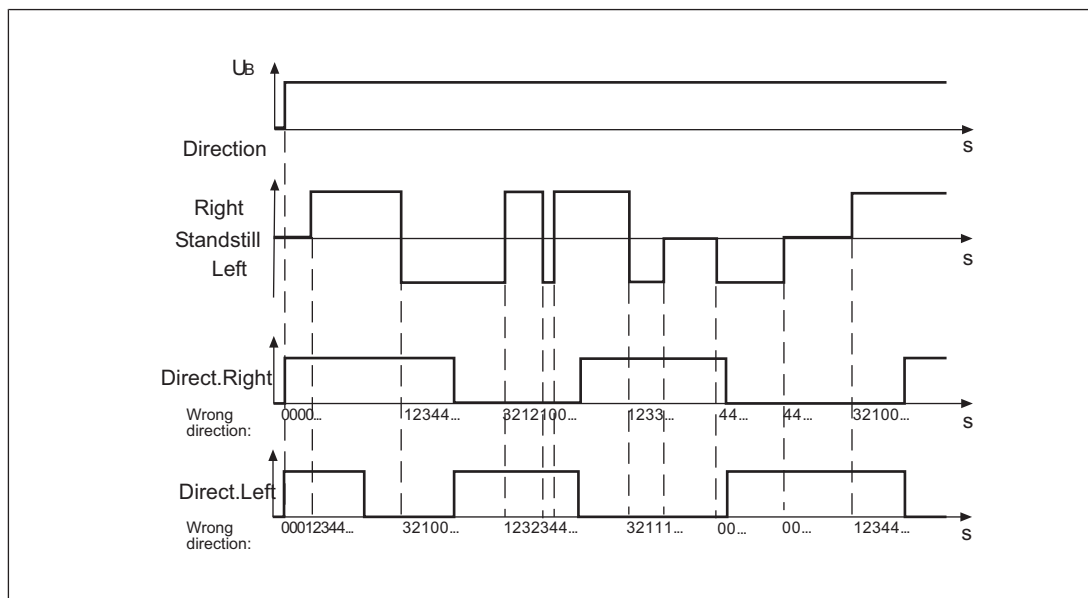 UB
s
Direction
Right
Standstill
Left
s
Direct.Right
Wrong
direction:
0000... 12344... 3212100... 1233... 44... 44... 32100...
s
Direct.Left
Wrong
direction:
00012344... 32100... 1232344... 32111... 00... 00... 12344...
s